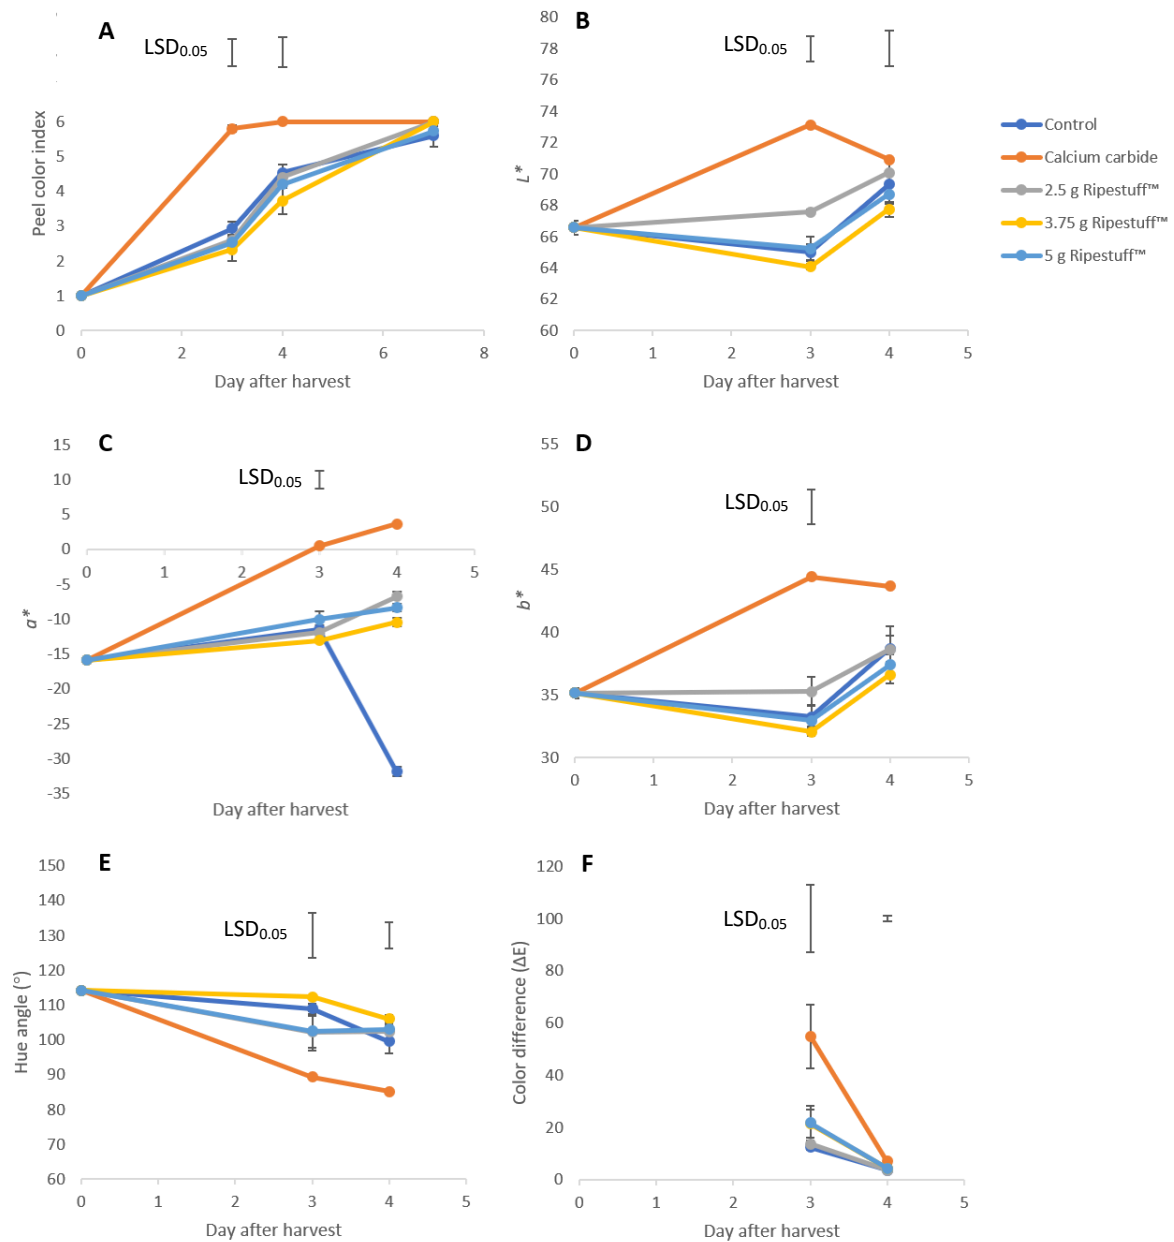 A
LSD0.05
Peel color index
6
5
4
3
2
1
0
0 2 4 6 8
Day after harvest
B
LSD0.05
L*
80
78
76
74
72
70
68
66
64
62
60
0 1 2 3 4 5
Day after harvest
Control
Calcium carbide
2.5 g Ripestuff™
3.75 g Ripestuff™
5 g Ripestuff™
C
LSD0.05
a*
15
10
5
0
-5
-10
-15
-20
-25
-30
-35
0 1 2 3 4 5
Day after harvest
D
LSD0.05
b*
55
50
45
40
35
30
0 1 2 3 4 5
Day after harvest
E
LSD0.05
Hue angle (°)
150
140
130
120
110
100
90
80
70
60
0 1 2 3 4 5
Day after harvest
F
LSD0.05
Color difference (ΔE)
120
100
80
60
40
20
0
0 1 2 3 4 5
Day after harvest